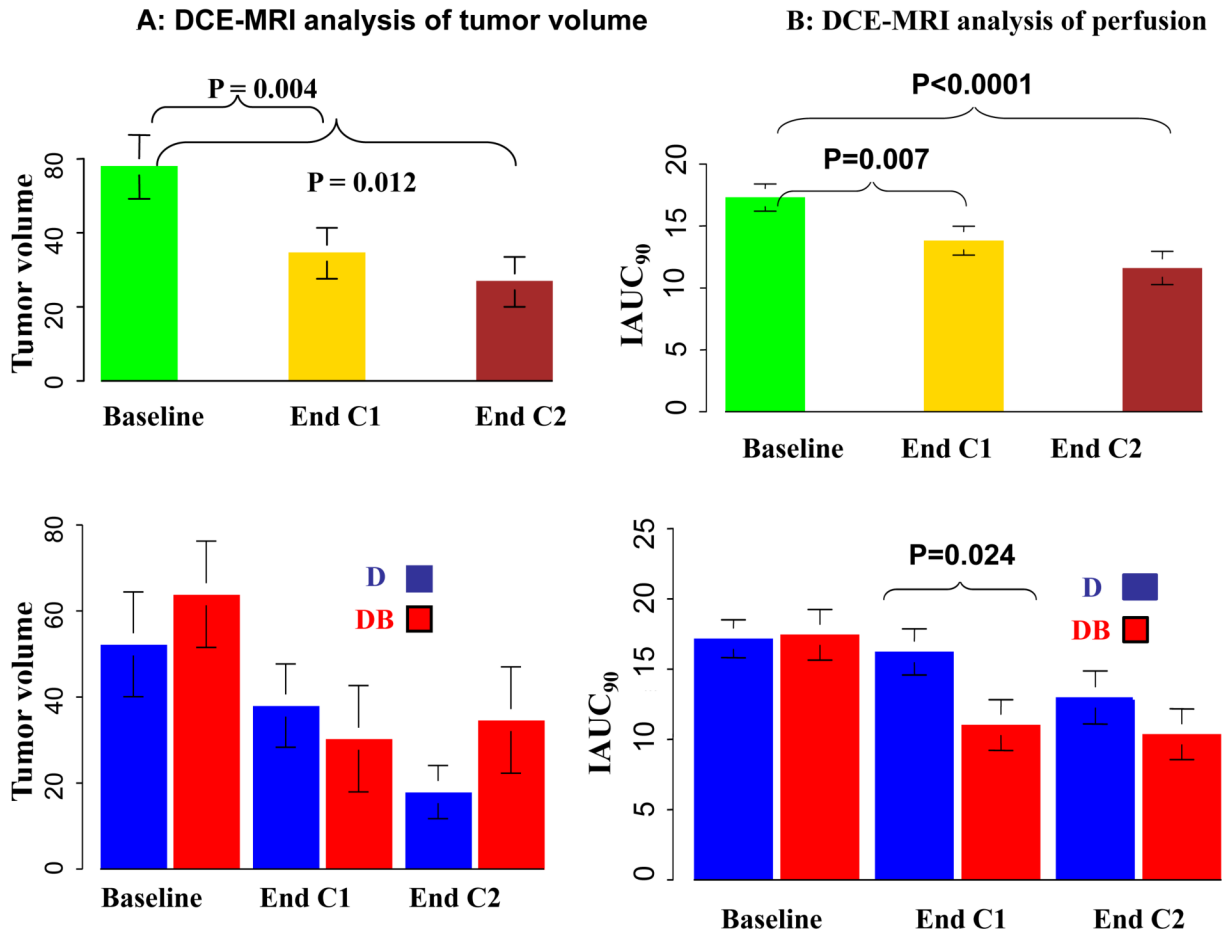 A: DCE-MRI analysis of tumor volume
P = 0.004
P = 0.012
Tumor volume
80
40
20
0
Baseline End C1 End C2
B: DCE-MRI analysis of perfusion
P<0.0001
P=0.007
IAUC90
20
15
10
5
0
Baseline End C1 End C2
Tumor volume
80
60
40
20
0
D
DB
Baseline End C1 End C2
IAUC90
25
20
15
10
5
0
P=0.024
D
DB
Baseline End C1 End C2